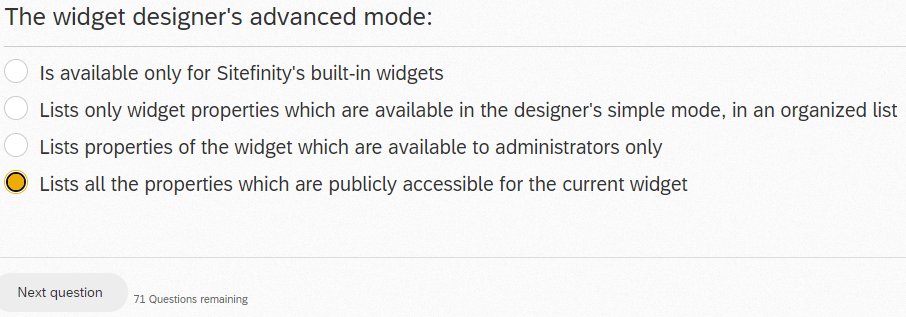 The widget designer's advanced mode:
Is available only for Sitefinity's built-in widgets
Lists only widget properties which are available in the designer's simple mode, in an organized list
Lists properties of the widget which are available to administrators only
Lists all the properties which are publicly accessible for the current widget
Next question
71 Questions remaining